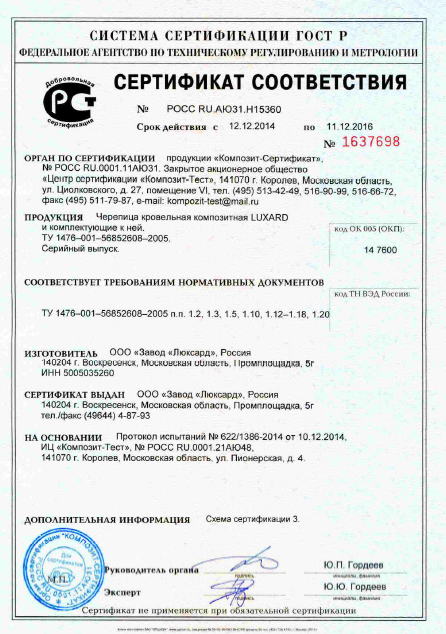 СИСТЕМА СЕРТИФИКАЦИИ ГОСТ Р
ФЕДЕРАЛЬНОЕ АГЕНТСТВО ПО ТЕХНИЧЕСКОМУ РЕГУЛИРОВАНИЮ И МЕТРОЛОГИИ
Добровольная
сертификация
СЕРТИФИКАТ СООТВЕТСТВИЯ
№ РОСС RU.АЮ31.Н15360
Срок действия с 12.12.2014 по 11.12.2016
№ 1637698
ОРГАН ПО СЕРТИФИКАЦИИ продукции «Композит-Сертификат»,
№ РОСС RU.0001.11АЮ31. Закрытое акционерное общество
«Центр сертификации «Композит-Тест», 141070 г. Королев, Московская область,
ул. Циолковского, д. 27, помещение VI, тел. (495) 513-42-49, 516-90-99, 516-66-72,
факс (495) 511-79-87, e-mail: kompozit-test@mail.ru
ПРОДУКЦИЯ Черепица кровельная композитная LUXARD
и комплектующие к ней.
ТУ 1476–001–56852608–2005.
Серийный выпуск.
код ОК 005 (ОКП):
14 7600
СООТВЕТСТВУЕТ ТРЕБОВАНИЯМ НОРМАТИВНЫХ ДОКУМЕНТОВ
код ТН ВЭД России:
ТУ 1476–001–56852608–2005 п.п. 1.2, 1.3, 1.5, 1.10, 1.12–1.18, 1.20
ИЗГОТОВИТЕЛЬ ООО «Завод «Люксард», Россия
140204 г. Воскресенск, Московская область, Промплощадка, 5г
ИНН 5005035260
СЕРТИФИКАТ ВЫДАН ООО «Завод «Люксард», Россия
140204 г. Воскресенск, Московская область, Промплощадка, 5г
тел./факс (49644) 4-87-93
НА ОСНОВАНИИ Протокол испытаний № 622/1386-2014 от 10.12.2014,
ИЦ «Композит-Тест», № РОСС RU.0001.21АЮ48,
141070 г. Королев, Московская область, ул. Пионерская, д. 4.
ДОПОЛНИТЕЛЬНАЯ ИНФОРМАЦИЯ Схема сертификации 3.
Для
сертификатов
М.П.
Руководитель органа Ю.П. Гордеев
подпись инициалы, фамилия
Эксперт Ю.Ю. Гордеев
подпись инициалы, фамилия
Сертификат не применяется при обязательной сертификации